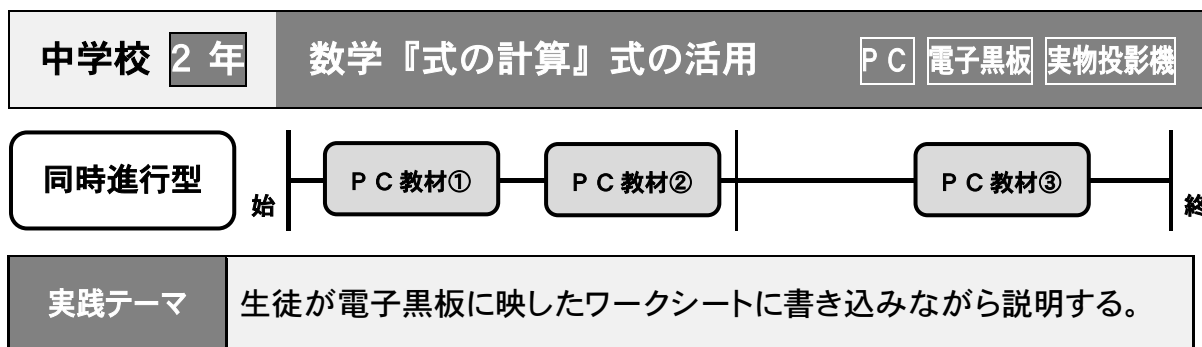 中学校 2 年 数学『式の計算』式の活用 PC 電子黒板 実物投影機
同時進行型 始 PC教材① PC教材② PC教材③ 終
実践テーマ 生徒が電子黒板に映したワークシートに書き込みながら説明する。